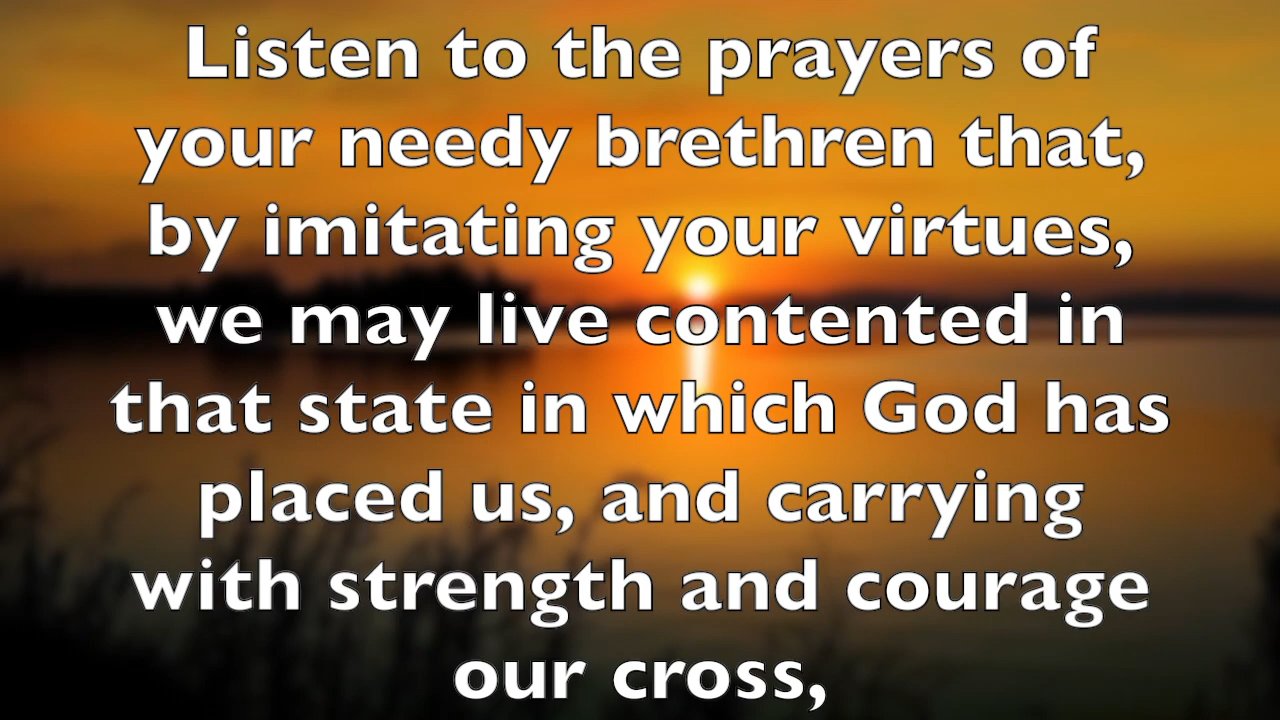 Listen to the prayers of
your needy brethren that,
by imitating your virtues,
we may live contented in
that state in which God has
placed us, and carrying
with strength and courage
our cross,